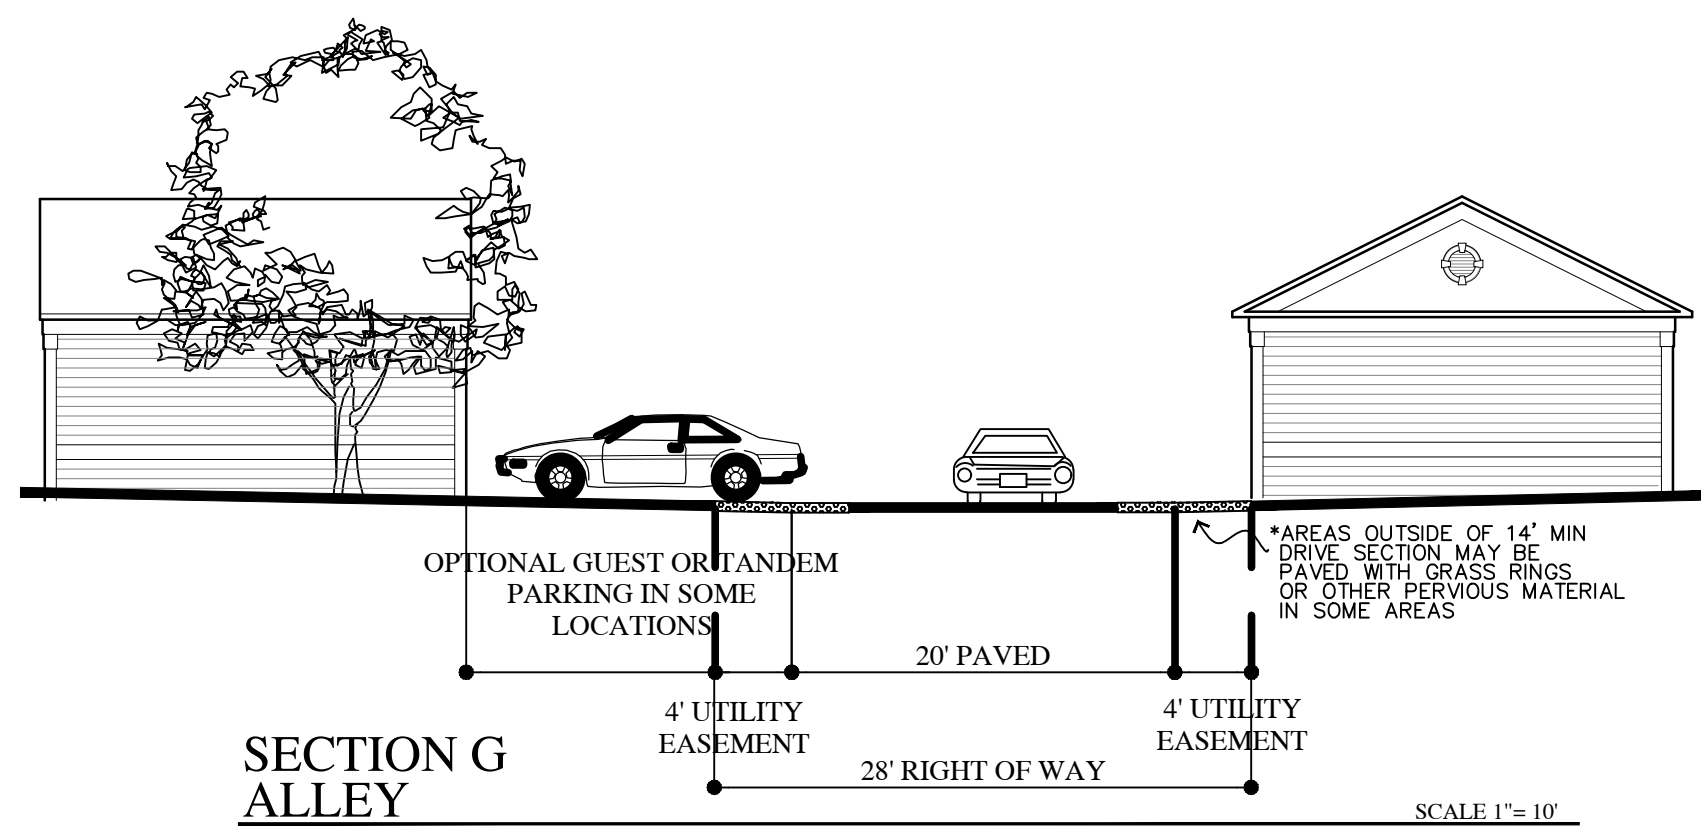 OPTIONAL GUEST OR TANDEM
PARKING IN SOME
LOCATIONS
*AREAS OUTSIDE OF 14' MIN
DRIVE SECTION MAY BE
PAVED WITH GRASS RINGS
OR OTHER PERVIOUS MATERIAL
IN SOME AREAS
20' PAVED
4' UTILITY
EASEMENT
4' UTILITY
EASEMENT
28' RIGHT OF WAY
SECTION G
ALLEY
SCALE 1"= 10'